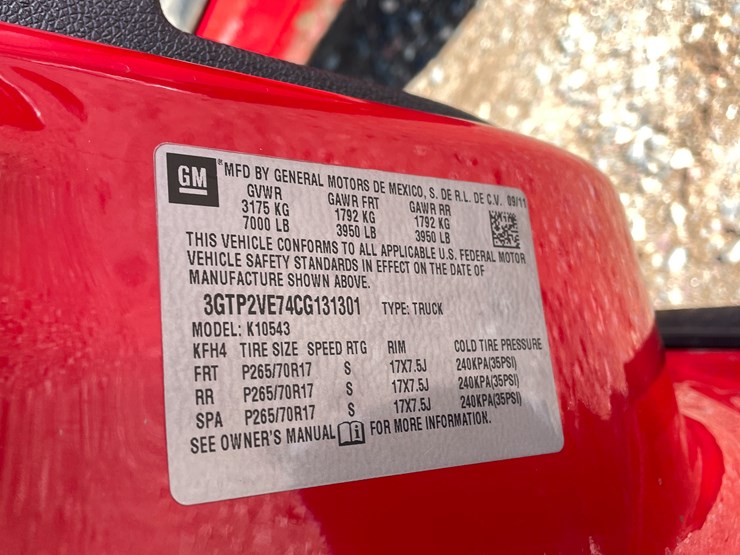 GM
® MFD BY GENERAL MOTORS DE MEXICO, S. DE R.L. DE C.V. 09/11
GVWR GAWR FRT GAWR RR
3175 KG 1792 KG 1792 KG
7000 LB 3950 LB 3950 LB
THIS VEHICLE CONFORMS TO ALL APPLICABLE U.S. FEDERAL MOTOR
VEHICLE SAFETY STANDARDS IN EFFECT ON THE DATE OF
MANUFACTURE SHOWN ABOVE.
3GTP2VE74CG131301 TYPE: TRUCK
MODEL: K10543
KFH4 TIRE SIZE SPEED RTG RIM COLD TIRE PRESSURE
FRT P265/70R17 S 17X7.5J 240KPA(35PSI)
RR P265/70R17 S 17X7.5J 240KPA(35PSI)
SPA P265/70R17 S 17X7.5J 240KPA(35PSI)
SEE OWNER'S MANUAL i FOR MORE INFORMATION.